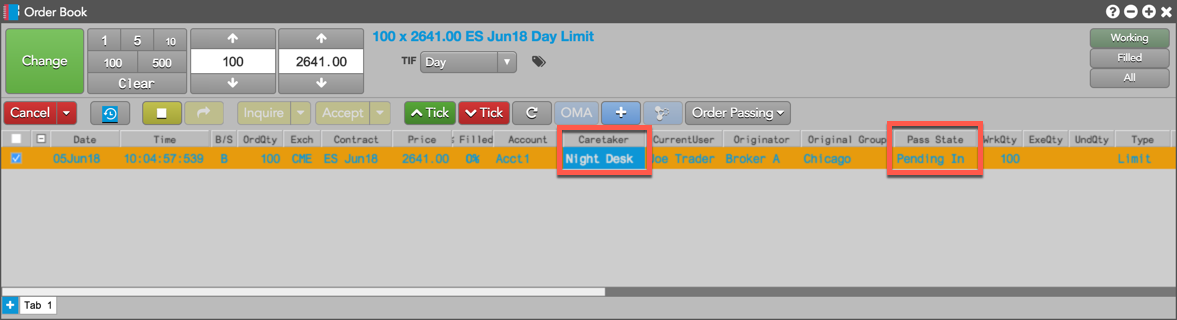 Order Book
Change
1 5 10
100 500
Clear
100
2641.00
100 x 2641.00 ES Jun18 Day Limit
TIF Day
Working
Filled
All
Cancel Inquire Accept Tick Tick OMA Order Passing
Date Time B/S OrdQty Exch Contract Price Filled Account Caretaker CurrentUser Originator Original Group Pass State WrkQty ExeQty UndQty Type
05Jun18 10:04:57:539 B 100 CME ES Jun18 2641.00 0% Acct1 Night Desk Joe Trader Broker A Chicago Pending In 100 Limit
Tab 1